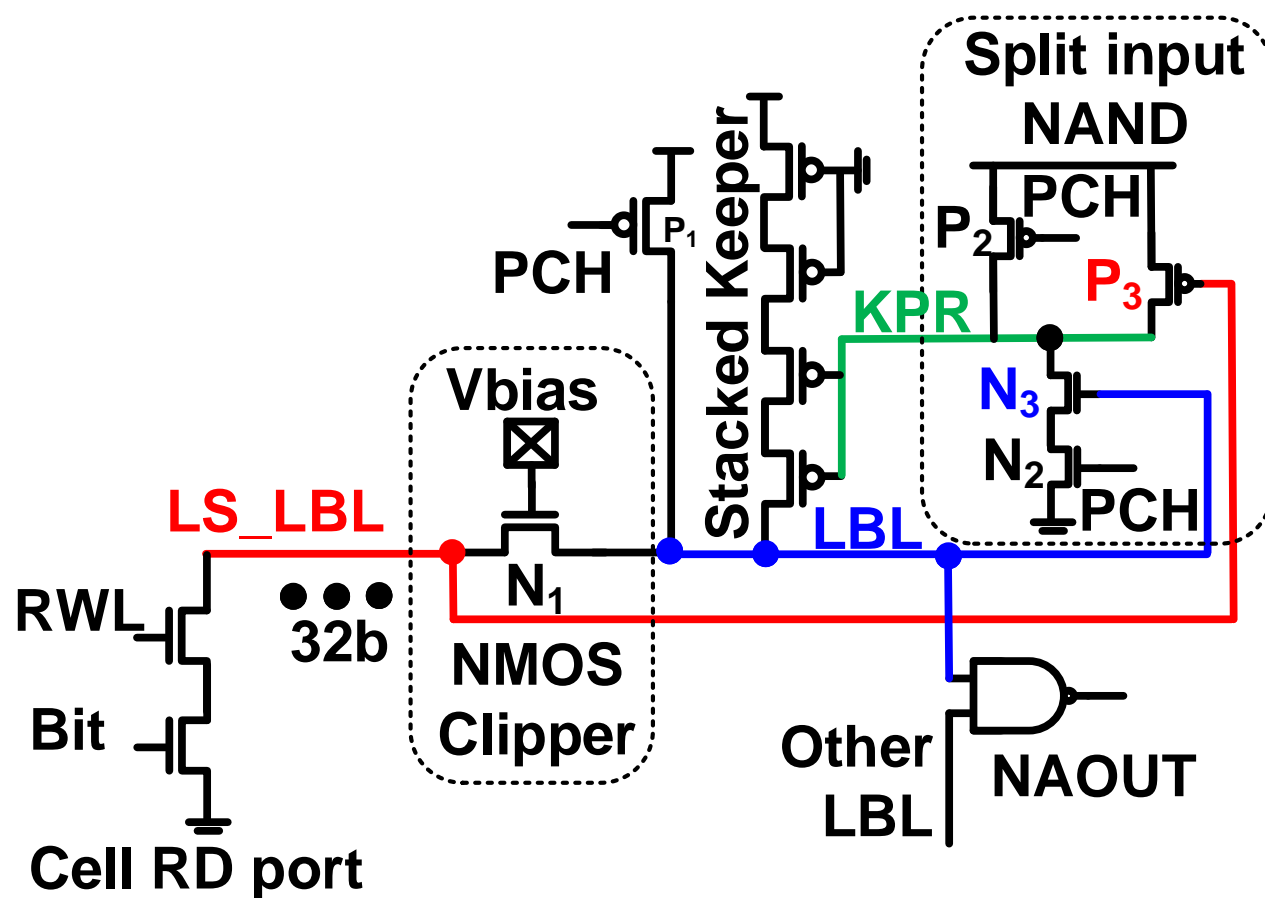 Split input
NAND
PCH
P2
P3
Stacked Keeper
P1
PCH
KPR
Vbias
N3
N2
PCH
LS_LBL
LBL
N1
RWL
32b
NMOS
Clipper
Bit
Other
LBL
NAOUT
Cell RD port